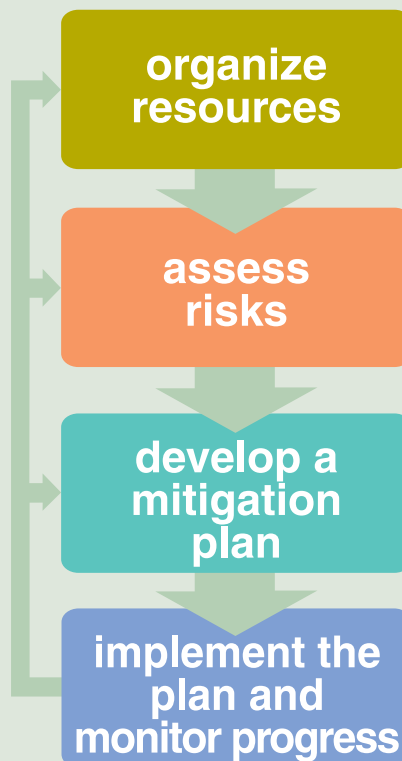 organize
resources
assess
risks
develop a
mitigation
plan
implement the
plan and
monitor progress